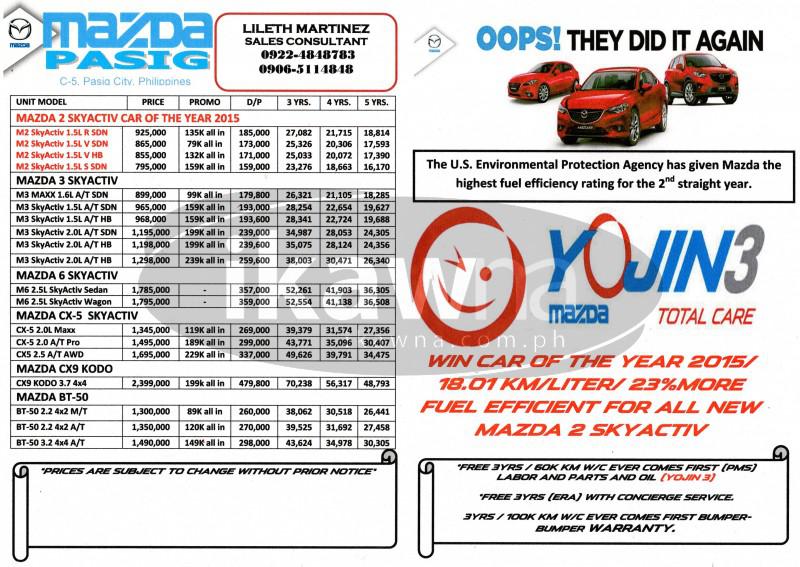 mazda
PASIG
C-5, Pasig City, Philippines
LILETH MARTINEZ
SALES CONSULTANT
0922-4848783
0906-5114848
UNIT MODEL PRICE PROMO D/P 3 YRS. 4 YRS. 5 YRS.
MAZDA 2 SKYACTIV CAR OF THE YEAR 2015
M2 SkyActiv 1.5L R SDN 925,000 135K all in 185,000 27,082 21,715 18,814
M2 SkyActiv 1.5L V SDN 865,000 79K all in 173,000 25,326 20,306 17,593
M2 SkyActiv 1.5L V HB 855,000 132K all in 171,000 25,033 20,072 17,390
M2 SkyActiv 1.5L S SDN 795,000 159K all in 159,000 23,276 18,663 16,170
MAZDA 3 SKYACTIV
M3 MAXX 1.6L A/T SDN 899,000 99K all in 179,800 26,321 21,105 18,285
M3 SkyActiv 1.5L A/T SDN 965,000 159K all in 193,000 28,254 22,654 19,627
M3 SkyActiv 1.5L A/T HB 968,000 159K all in 193,600 28,341 22,724 19,688
M3 SkyActiv 2.0L A/T SDN 1,195,000 199K all in 239,000 34,987 28,053 24,305
M3 SkyActiv 2.0L A/T HB 1,198,000 199K all in 239,600 35,075 28,124 24,356
M3 SkyActiv 2.0L A/T HB 1,298,000 239k all in 259,600 38,003 30,471 26,340
MAZDA 6 SKYACTIV
M6 2.5L SkyActiv Sedan 1,785,000 - 357,000 52,261 41,903 36,305
M6 2.5L SkyActiv Wagon 1,795,000 - 359,000 52,554 41,138 36,508
MAZDA CX-5 SKYACTIV
CX-5 2.0L Maxx 1,345,000 119K all in 269,000 39,379 31,574 27,356
CX-5 2.0 A/T Pro 1,495,000 189K all in 299,000 43,771 35,096 30,407
CX5 2.5 A/T AWD 1,695,000 229K all in 337,000 49,626 39,791 34,475
MAZDA CX9 KODO
CX9 KODO 3.7 4x4 2,399,000 199k all in 479,800 70,238 56,317 48,793
MAZDA BT-50
BT-50 2.2 4x2 M/T 1,300,000 89K all in 260,000 38,062 30,518 26,441
BT-50 2.2 4x2 A/T 1,350,000 120K all in 270,000 39,525 31,692 27,458
BT-50 3.2 4x4 A/T 1,490,000 149K all in 298,000 43,624 34,978 30,305
"PRICES ARE SUBJECT TO CHANGE WITHOUT PRIOR NOTICE"
OOPS! THEY DID IT AGAIN
The U.S. Environmental Protection Agency has given Mazda the
highest fuel efficiency rating for the 2nd straight year.
YOJIN3
mazda TOTAL CARE
ikawna
ikawna.com.ph
WIN CAR OF THE YEAR 2015/
18.01 KM/LITER/ 23%MORE
FUEL EFFICIENT FOR ALL NEW
MAZDA 2 SKYACTIV
*FREE 3YRS / 60K KM W/C EVER COMES FIRST (PMS)
LABOR AND PARTS AND OIL (YOJIN 3)
*FREE 3YRS (ERA) WITH CONCIERGE SERVICE.
3YRS / 100K KM W/C EVER COMES FIRST BUMPER-
BUMPER WARRANTY.